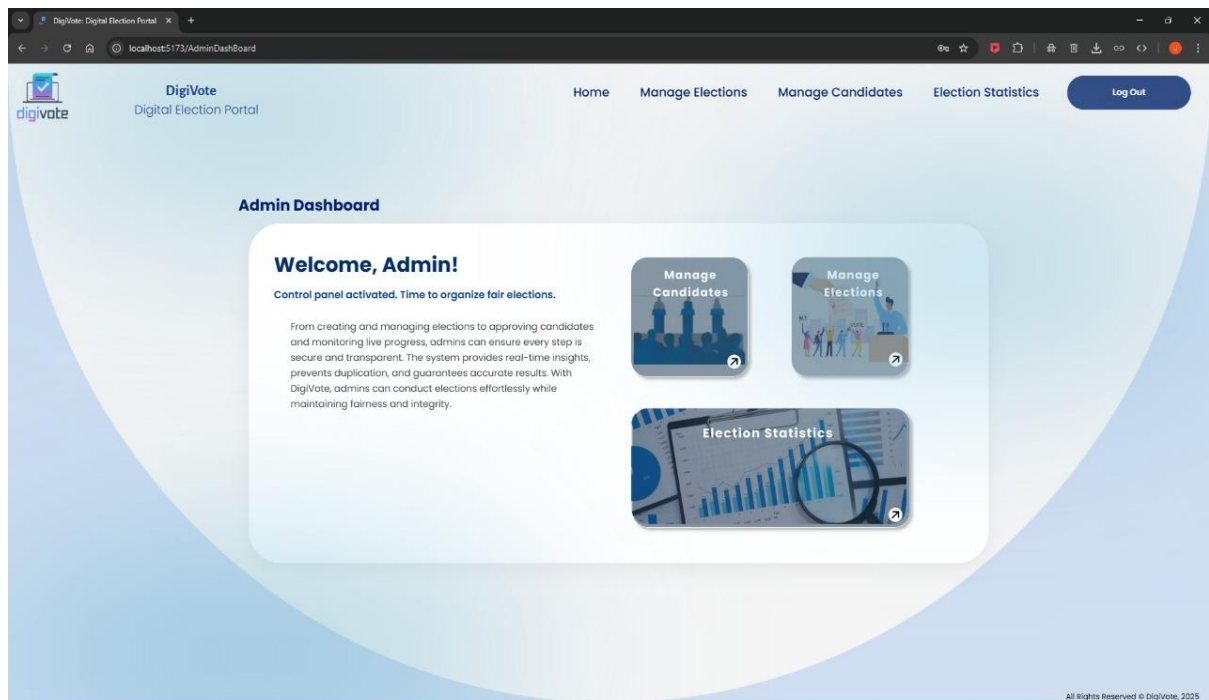 DigiVote: Digital Election Portal
localhost:5173/AdminDashBoard
digivote
DigiVote
Digital Election Portal
Home
Manage Elections
Manage Candidates
Election Statistics
Log Out
Admin Dashboard
Welcome, Admin!
Control panel activated. Time to organize fair elections.
From creating and managing elections to approving candidates
and monitoring live progress, admins can ensure every step is
secure and transparent. The system provides real-time insights,
prevents duplication, and guarantees accurate results. With
DigiVote, admins can conduct elections effortlessly while
maintaining fairness and integrity.
Manage
Candidates
Manage
Elections
VOTE
Election Statistics
All Rights Reserved © DigiVote, 2025